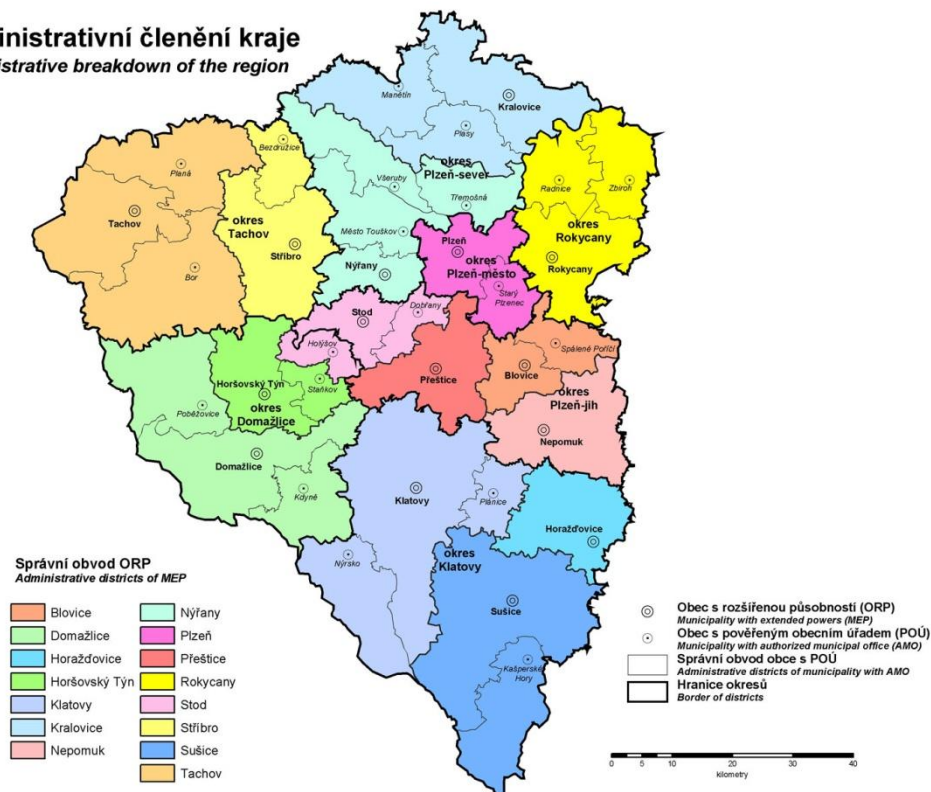 inistrativní členění kraje
istrative breakdown of the region
Manětín
Kralovice
Plasy
Bezdružice
okres
Plzeň-sever
Planá
Všeruby
Radnice
Zbiroh
Třemošná
Tachov
okres
Tachov
Město Touškov
okres
Rokycany
Stříbro
Plzeň
okres
Plzeň-město
Rokycany
Bor
Nýřany
Starý
Plzenec
Stod
Dobřany
Holýšov
Spálené Poříčí
Horšovský Týn
Staňkov
Přeštice
Blovice
okres
Domažlice
okres
Plzeň-jih
Poběžovice
Nepomuk
Domažlice
Kdyně
Klatovy
Plánice
Horažďovice
Nýrsko
okres
Klatovy
Sušice
Kašperské
Hory
Správní obvod ORP
Administrative districts of MEP
Blovice
Domažlice
Horažďovice
Horšovský Týn
Klatovy
Kralovice
Nepomuk
Nýřany
Plzeň
Přeštice
Rokycany
Stod
Stříbro
Sušice
Tachov
Obec s rozšířenou působností (ORP)
Municipality with extended powers (MEP)
Obec s pověřeným obecním úřadem (POÚ)
Municipality with authorized municipal office (AMO)
Správní obvod obce s POÚ
Administrative districts of municipality with AMO
Hranice okresů
Border of districts
0 5 10 20 30 40
kilometry